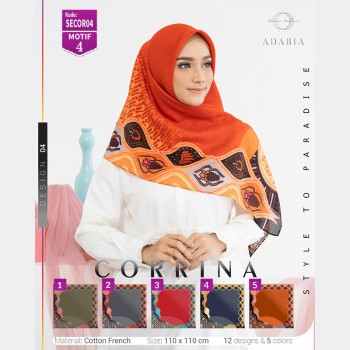 Kode:
SECOR04
MOTIF
4
ADABIA
DESIGN 04
STYLE TO PARADISE
CORRINA
1
2
3
4
5
Material: Cotton French
Size: 110 x 110 cm
12 designs & 5 colors